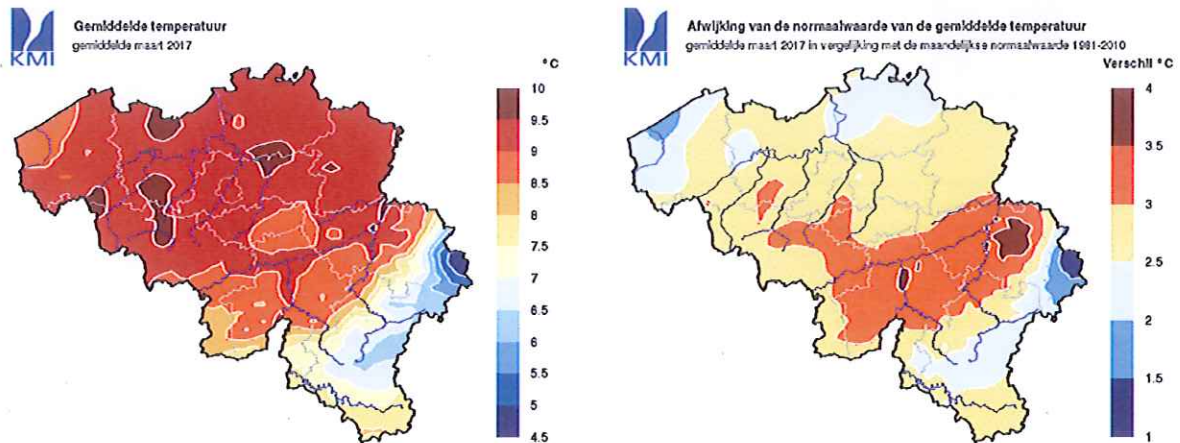 KMI
Gemiddelde temperatuur
gemiddelde maart 2017
°C
10
9.5
9
8.5
8
7.5
7
6.5
6
5.5
5
4.5
KMI
Afwijking van de normaalwaarde van de gemiddelde temperatuur
gemiddelde maart 2017 in vergelijking met de maandelijkse normaalwaarde 1981-2010
Verschil °C
4
3.5
3
2.5
2
1.5
1